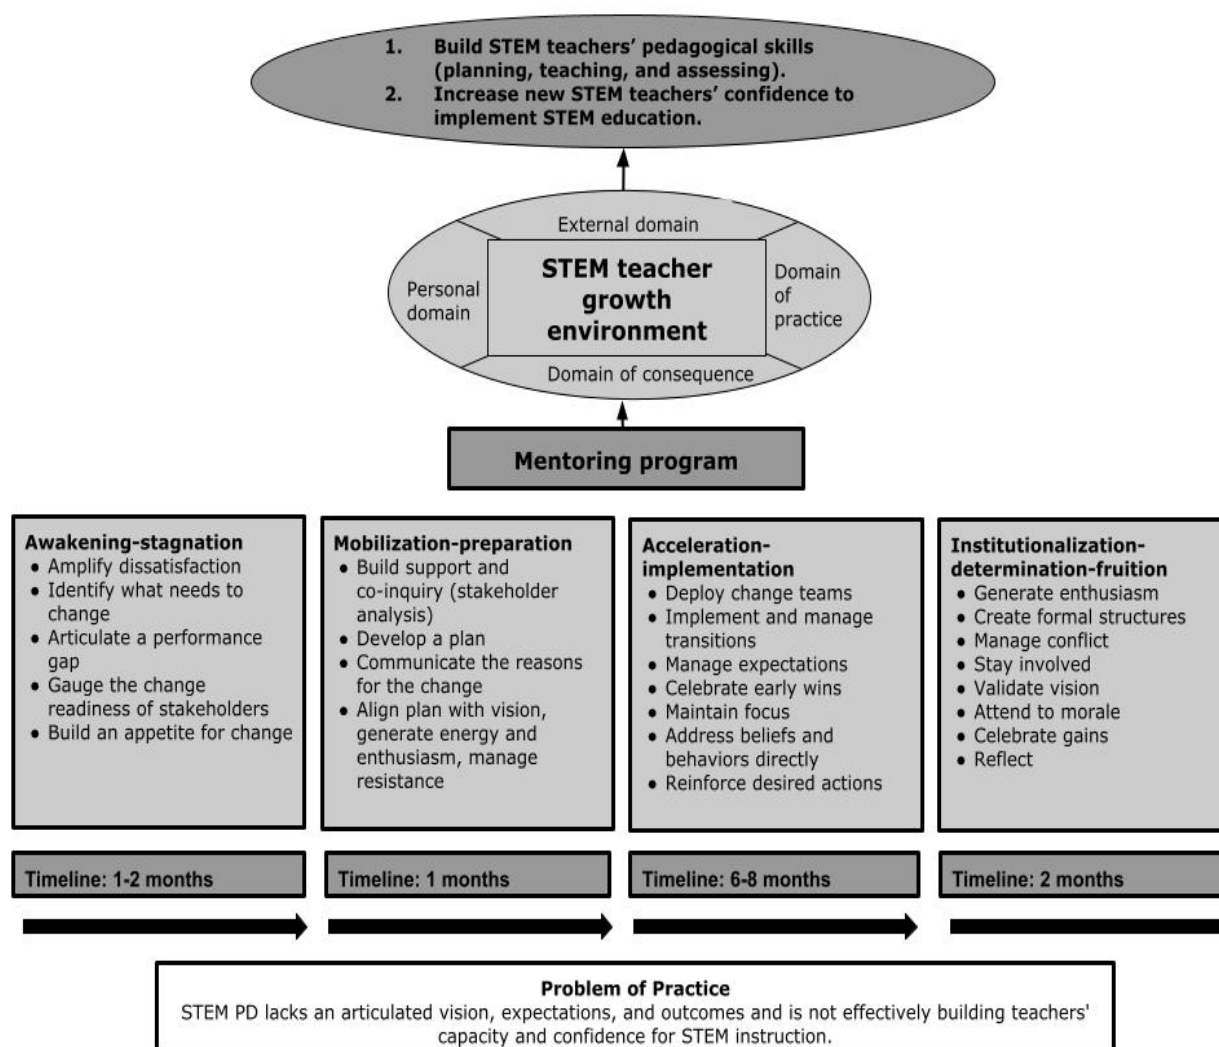 1. Build STEM teachers' pedagogical skills
(planning, teaching, and assessing).
2. Increase new STEM teachers' confidence to
implement STEM education.
External domain
Personal
domain
STEM teacher
growth
environment
Domain
of
practice
Domain of consequence
Mentoring program
Awakening-stagnation
● Amplify dissatisfaction
● Identify what needs to
change
● Articulate a performance
gap
● Gauge the change
readiness of stakeholders
● Build an appetite for change
Mobilization-preparation
● Build support and
co-inquiry (stakeholder
analysis)
● Develop a plan
● Communicate the reasons
for the change
● Align plan with vision,
generate energy and
enthusiasm, manage
resistance
Acceleration-
implementation
● Deploy change teams
● Implement and manage
transitions
● Manage expectations
● Celebrate early wins
● Maintain focus
● Address beliefs and
behaviors directly
● Reinforce desired actions
Institutionalization-
determination-fruition
● Generate enthusiasm
● Create formal structures
● Manage conflict
● Stay involved
● Validate vision
● Attend to morale
● Celebrate gains
● Reflect
Timeline: 1-2 months
Timeline: 1 months
Timeline: 6-8 months
Timeline: 2 months
Problem of Practice
STEM PD lacks an articulated vision, expectations, and outcomes and is not effectively building teachers'
capacity and confidence for STEM instruction.